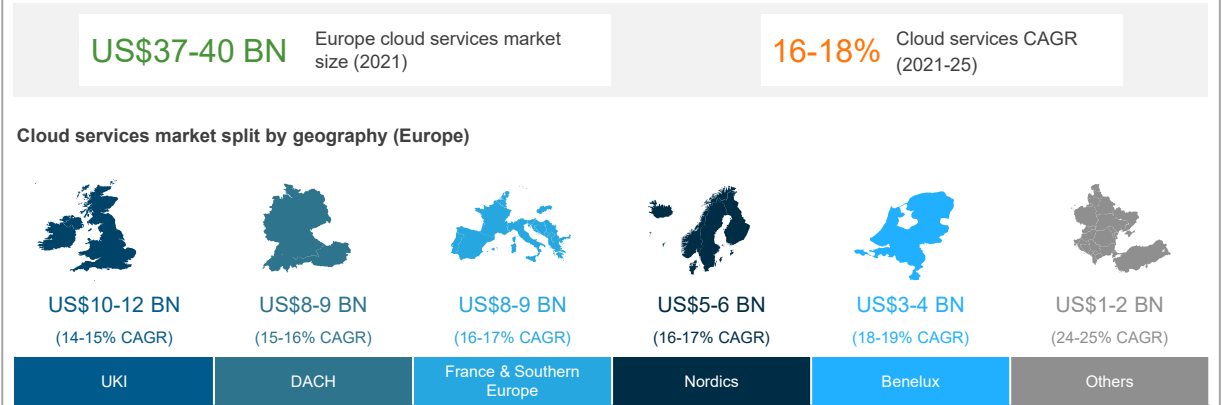 US$37-40 BN
Europe cloud services market
size (2021)
16-18%
Cloud services CAGR
(2021-25)
Cloud services market split by geography (Europe)
US$10-12 BN
(14-15% CAGR)
UKI
US$8-9 BN
(15-16% CAGR)
DACH
US$8-9 BN
(16-17% CAGR)
France & Southern
Europe
US$5-6 BN
(16-17% CAGR)
Nordics
US$3-4 BN
(18-19% CAGR)
Benelux
US$1-2 BN
(24-25% CAGR)
Others